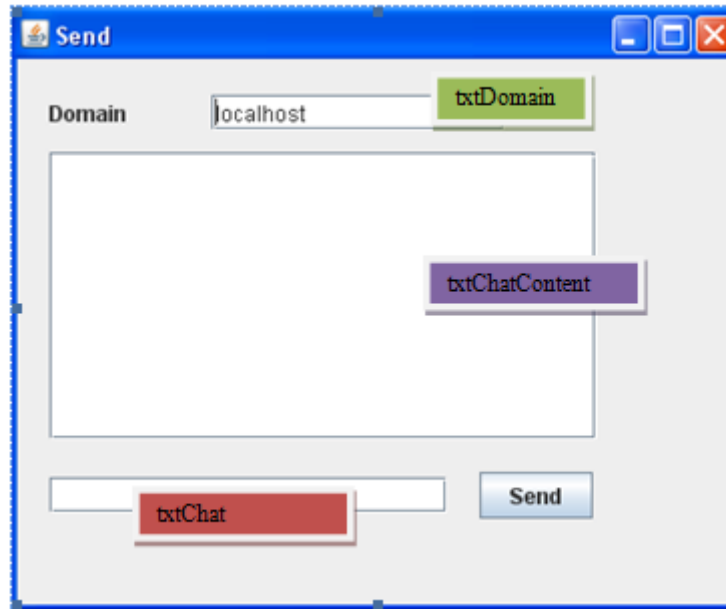 Send
Domain
localhost
txtDomain
txtChatContent
txtChat
Send